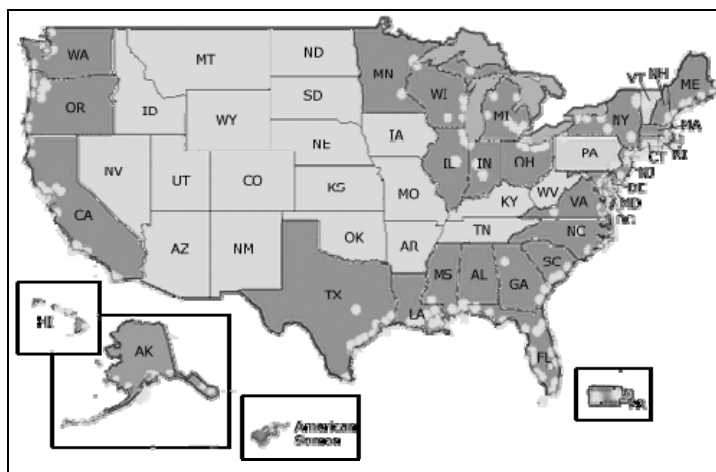 WA
MT
ND
MN
VT
NH
ME
OR
ID
SD
WI
MI
NY
MA
WY
IA
CT
RI
NV
NE
IL
IN
OH
PA
NJ
DE
MD
DC
UT
CO
KS
MO
WV
VA
CA
KY
NC
AZ
NM
OK
AR
TN
SC
MS
AL
GA
TX
LA
FL
HI
AK
PR
American
Samoa